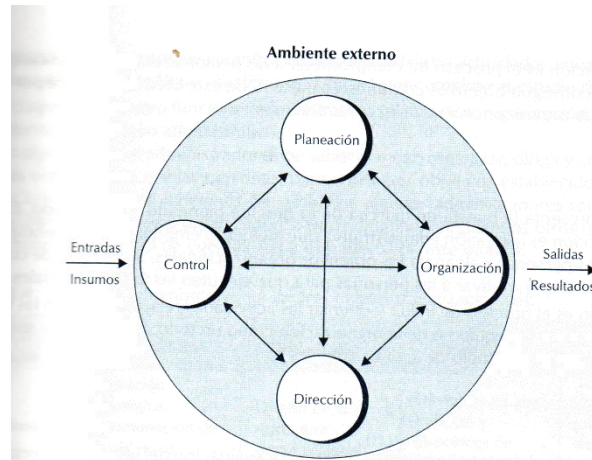 Ambiente externo
Planeación
Entradas
Insumos
Control
Organización
Salidas
Resultados
Dirección